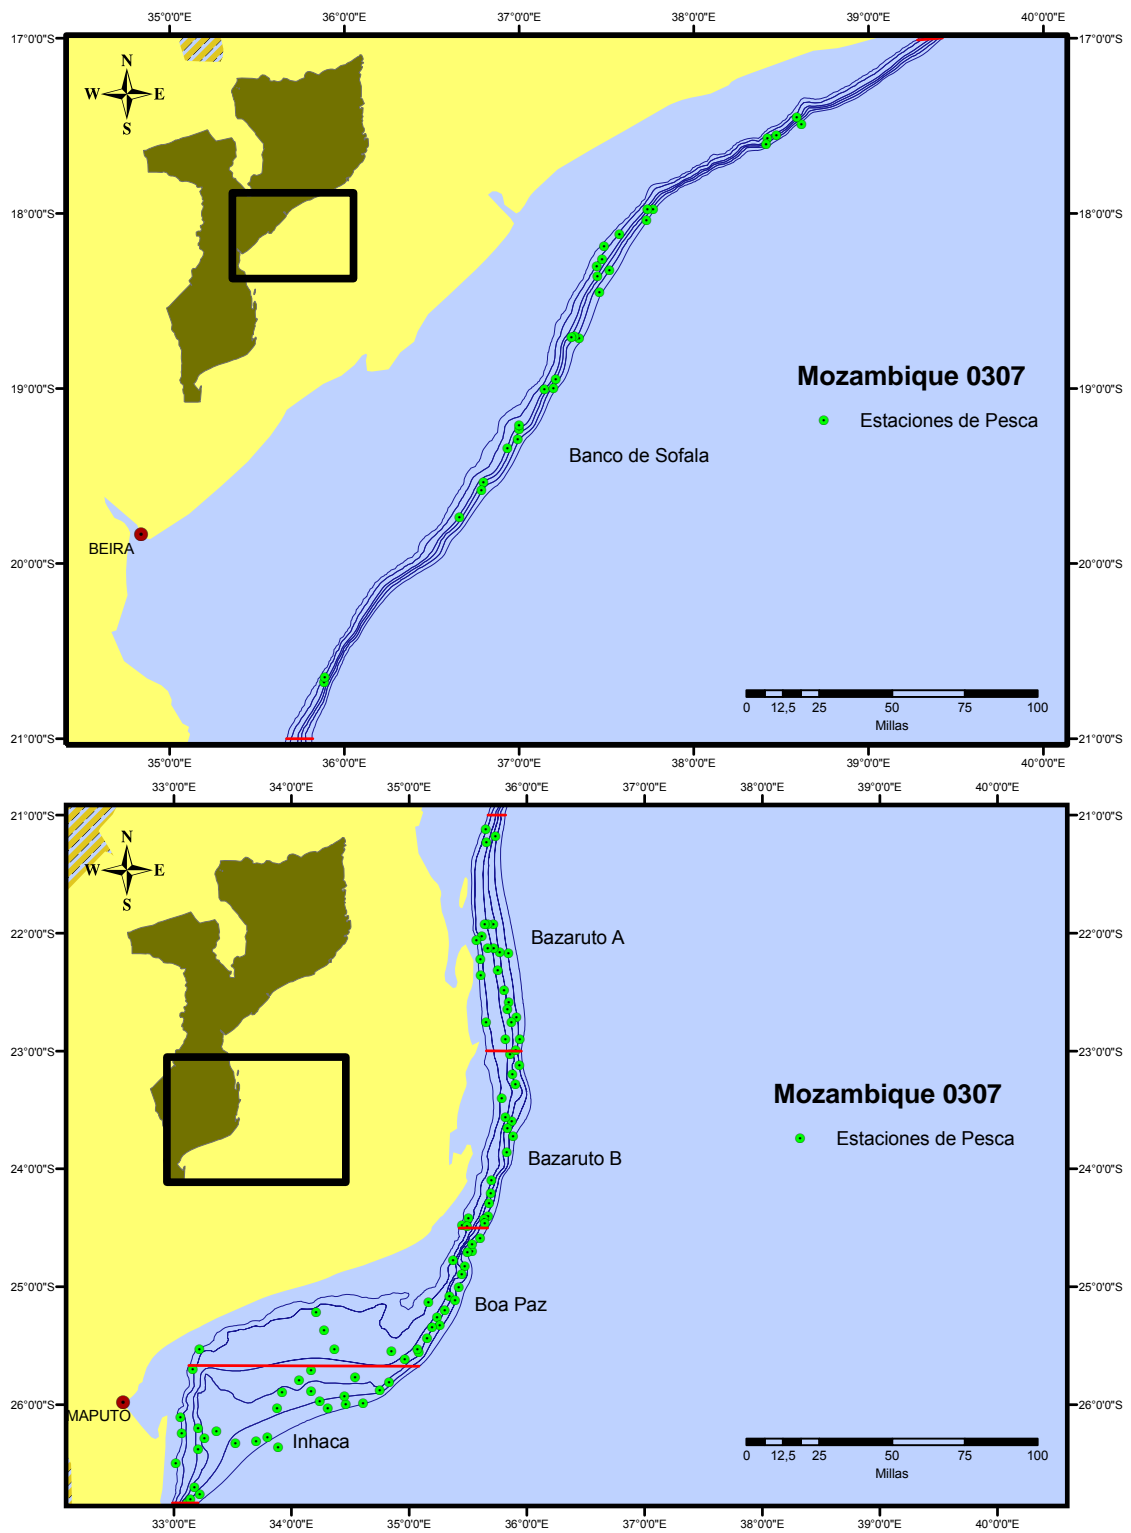 35°0'0"E 36°0'0"E 37°0'0"E 38°0'0"E 39°0'0"E 40°0'0"E
17°0'0"S 17°0'0"S
N
W E
S
18°0'0"S 18°0'0"S
Mozambique 0307
19°0'0"S 19°0'0"S
Estaciones de Pesca
Banco de Sofala
BEIRA
20°0'0"S 20°0'0"S
0 12,5 25 50 75 100
Millas
21°0'0"S 21°0'0"S
35°0'0"E 36°0'0"E 37°0'0"E 38°0'0"E 39°0'0"E 40°0'0"E
33°0'0"E 34°0'0"E 35°0'0"E 36°0'0"E 37°0'0"E 38°0'0"E 39°0'0"E 40°0'0"E
21°0'0"S 21°0'0"S
N
W E
S
22°0'0"S 22°0'0"S
Bazaruto A
23°0'0"S 23°0'0"S
Mozambique 0307
Estaciones de Pesca
Bazaruto B
24°0'0"S 24°0'0"S
25°0'0"S 25°0'0"S
Boa Paz
26°0'0"S 26°0'0"S
MAPUTO
Inhaca
0 12,5 25 50 75 100
Millas
33°0'0"E 34°0'0"E 35°0'0"E 36°0'0"E 37°0'0"E 38°0'0"E 39°0'0"E 40°0'0"E